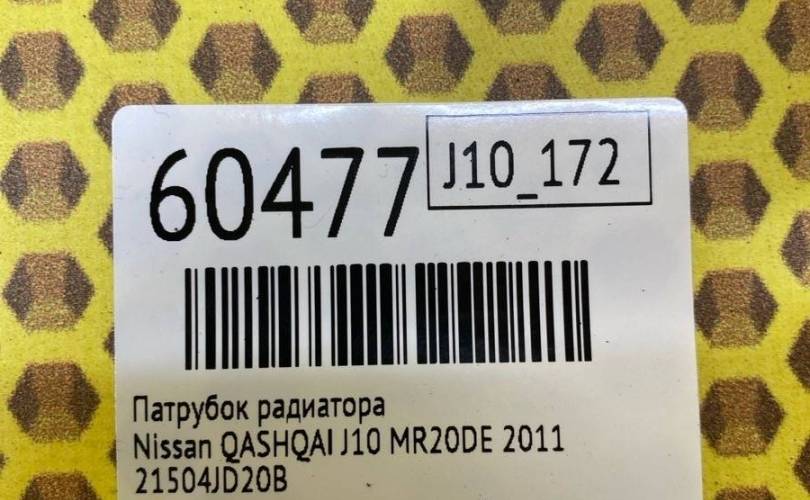 60477
J10_172
Патрубок радиатора
Nissan QASHQAI J10 MR20DE 2011
21504JD20B